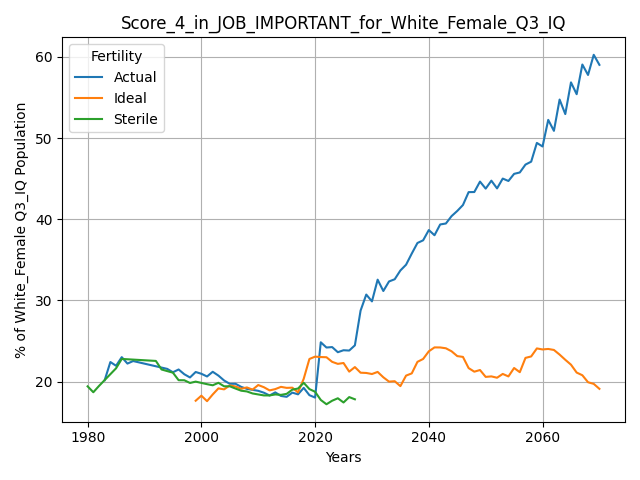 Score_4_in_JOB_IMPORTANT_for_White_Female_Q3_IQ
% of White_Female Q3_IQ Population
60
50
40
30
20
Fertility
Actual
Ideal
Sterile
1980
2000
2020
2040
2060
Years